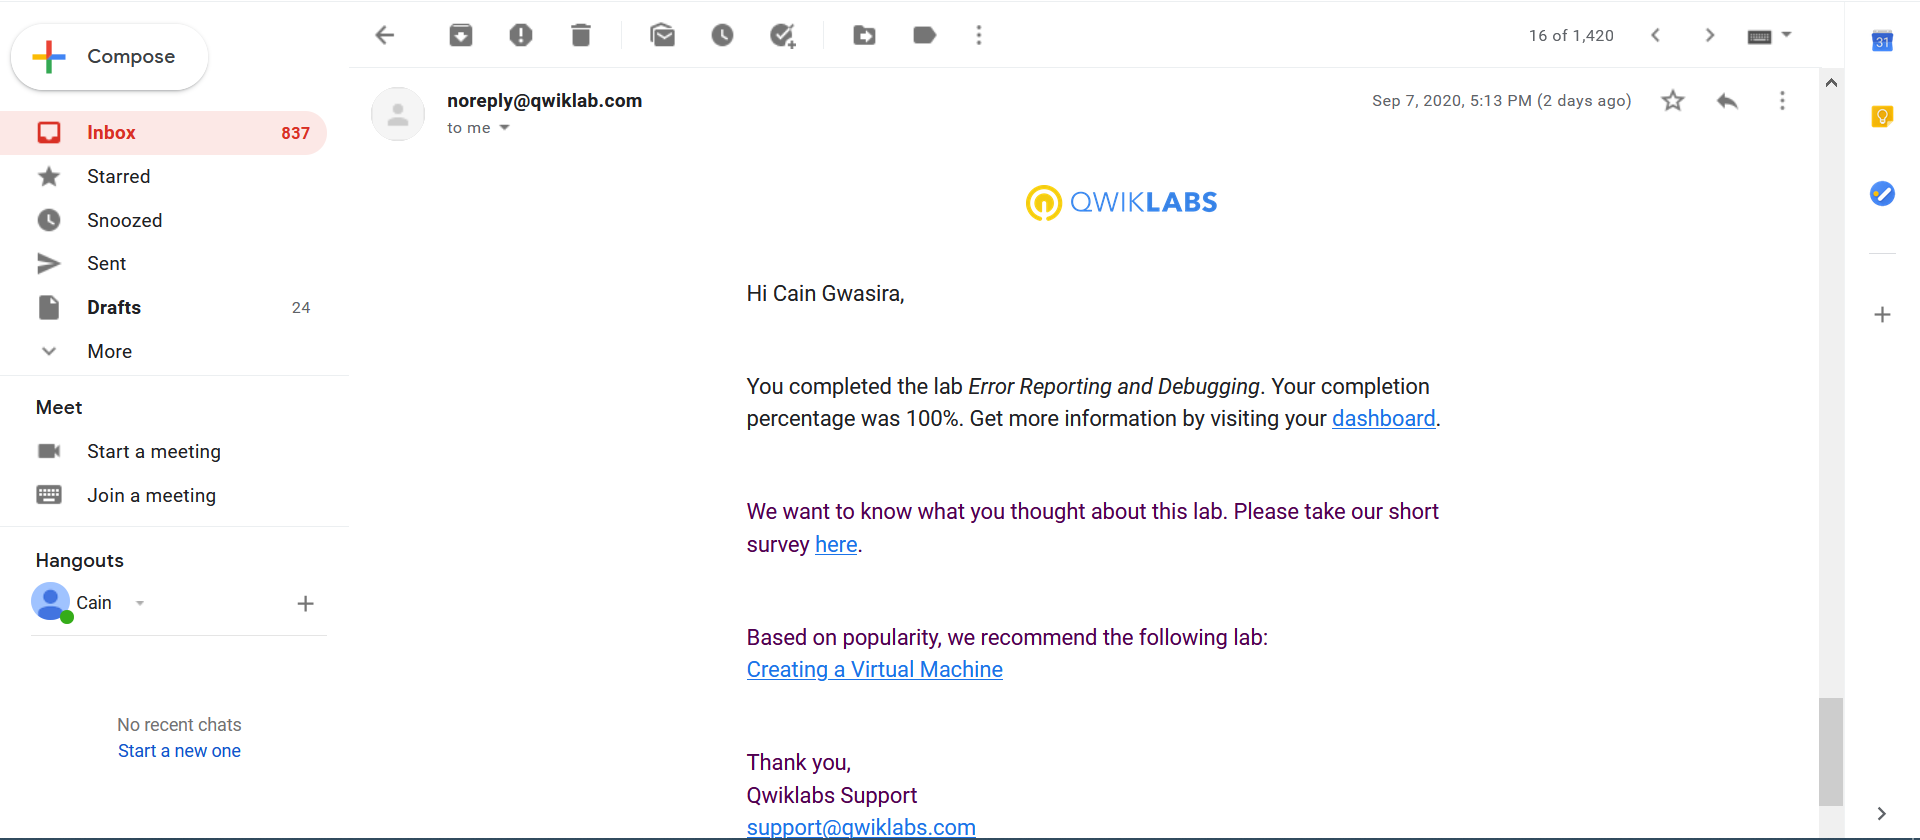 Compose
16 of 1,420
31
Inbox 837
Starred
Snoozed
Sent
Drafts 24
More
Meet
Start a meeting
Join a meeting
Hangouts
Cain
No recent chats
Start a new one
noreply@qwiklab.com
Sep 7, 2020, 5:13 PM (2 days ago)
to me
QWIKLABS
Hi Cain Gwasira,
You completed the lab Error Reporting and Debugging. Your completion
percentage was 100%. Get more information by visiting your dashboard.
We want to know what you thought about this lab. Please take our short
survey here.
Based on popularity, we recommend the following lab:
Creating a Virtual Machine
Thank you,
Qwiklabs Support
support@qwiklabs.com